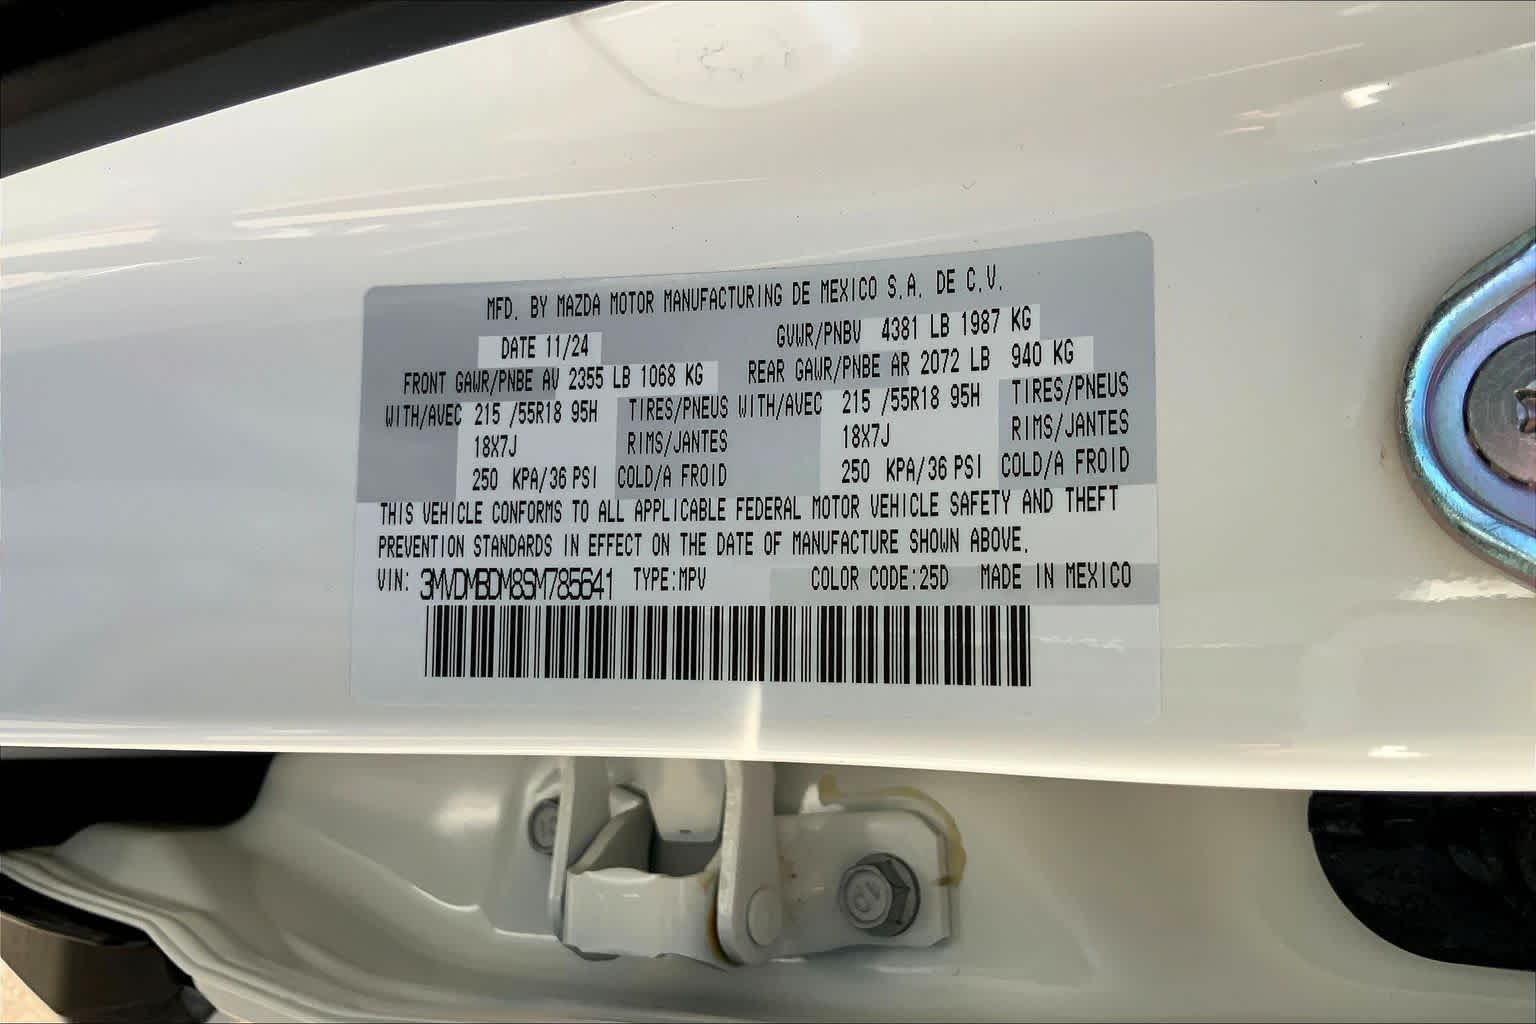 MFD. BY MAZDA MOTOR MANUFACTURING DE MEXICO S.A. DE C.V.
DATE 11/24 GVWR/PNBV 4381 LB 1987 KG
FRONT GAWR/PNBE AV 2355 LB 1068 KG REAR GAWR/PNBE AR 2072 LB 940 KG
WITH/AVEC 215 /55R18 95H TIRES/PNEUS WITH/AVEC 215 /55R18 95H TIRES/PNEUS
18X7J RIMS/JANTES 18X7J RIMS/JANTES
250 KPA/36 PSI COLD/A FROID 250 KPA/36 PSI COLD/A FROID
THIS VEHICLE CONFORMS TO ALL APPLICABLE FEDERAL MOTOR VEHICLE SAFETY AND THEFT
PREVENTION STANDARDS IN EFFECT ON THE DATE OF MANUFACTURE SHOWN ABOVE.
VIN: 3MVDMBDM8SM785641 TYPE:MPV COLOR CODE:25D MADE IN MEXICO